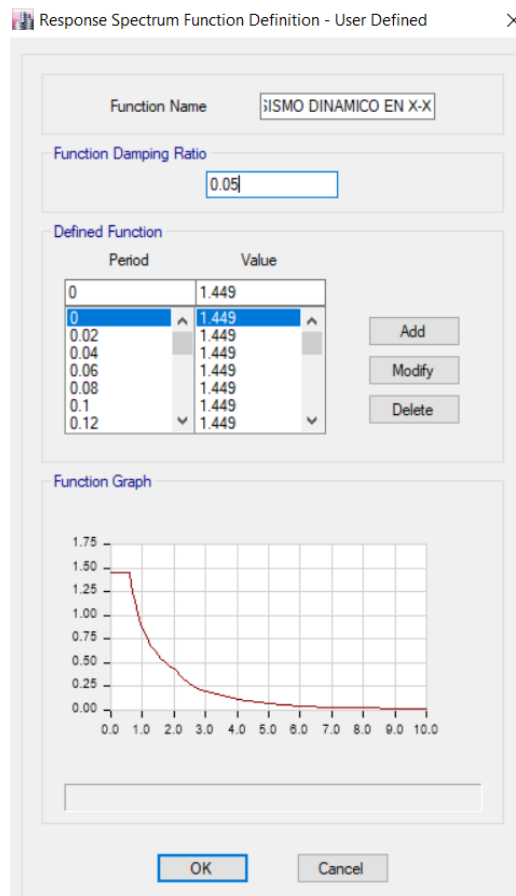 Response Spectrum Function Definition - User Defined
Function Name
SISMO DINAMICO EN X-X
Function Damping Ratio
0.05
Defined Function
Period Value
0 1.449
0 1.449
0.02 1.449
0.04 1.449
0.06 1.449
0.08 1.449
0.1 1.449
0.12 1.449
Add
Modify
Delete
Function Graph
1.75
1.50
1.25
1.00
0.75
0.50
0.25
0.00
0.0 1.0 2.0 3.0 4.0 5.0 6.0 7.0 8.0 9.0 10.0
OK Cancel